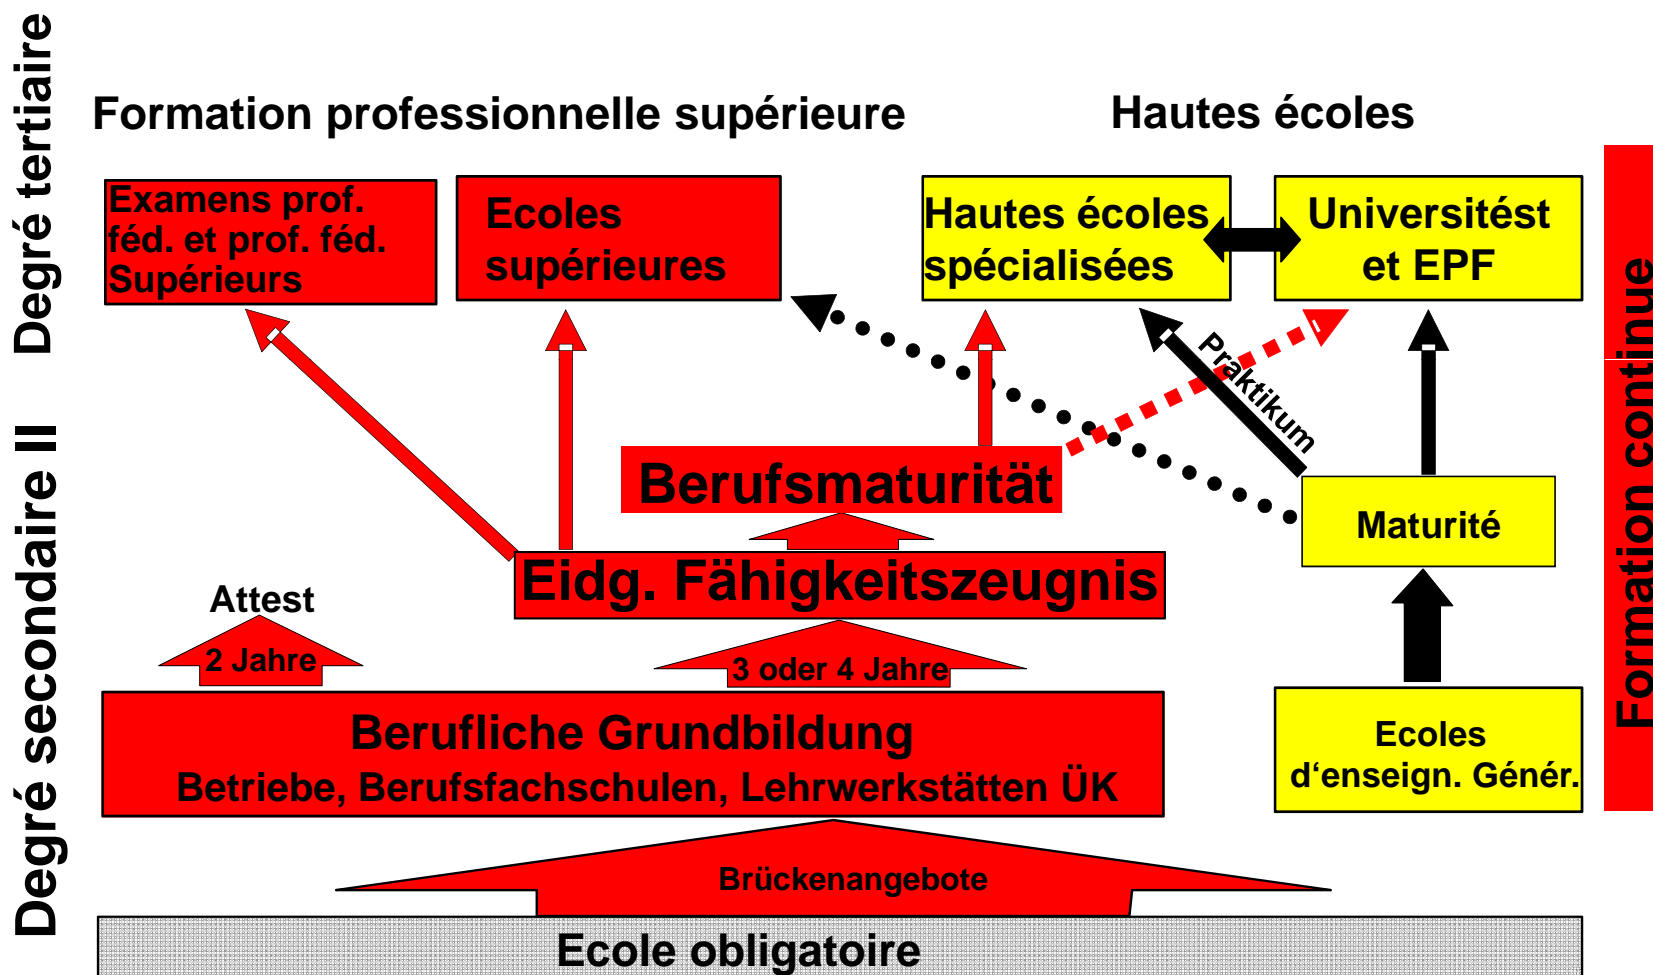 Degré tertiaire
Formation professionnelle supérieure
Hautes écoles
Examens prof.
féd. et prof. féd.
Supérieurs
Ecoles
supérieures
Hautes écoles
spécialisées
Universitést
et EPF
Praktikum
Formation continue
Degré secondaire II
Berufsmaturität
Maturité
Eidg. Fähigkeitszeugnis
Attest
2 Jahre
3 oder 4 Jahre
Berufliche Grundbildung
Betriebe, Berufsfachschulen, Lehrwerkstätten ÜK
Ecoles
d‘enseign. Génér.
Brückenangebote
Ecole obligatoire